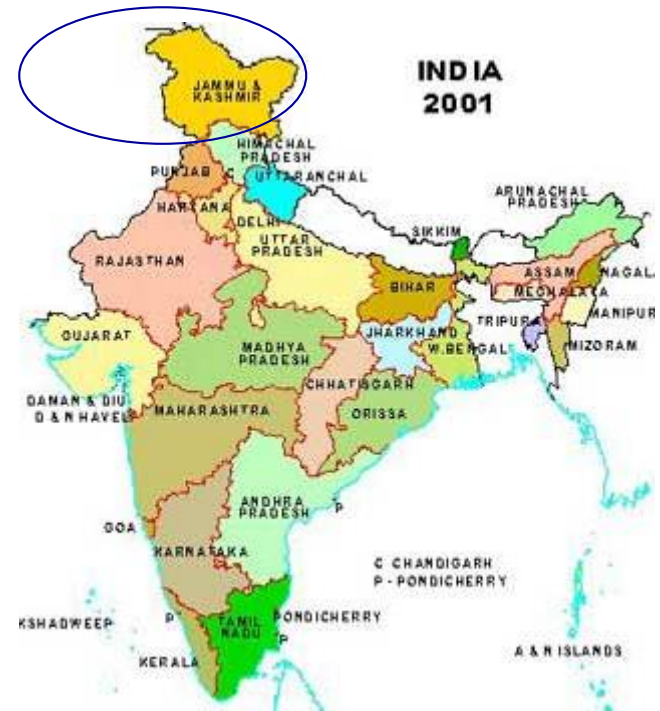 INDIA
2001
JAMMU &
KASHMIR
HIMACHAL
PRADESH
PUNJAB
C
UTTARANCHAL
HARYANA
DELHI
UTTAR
PRADESH
ARUNACHAL
PRADESH
SIKKIM
RAJASTHAN
BIHAR
ASSAM
NAGAL
MEGHALAYA
MANIPUR
TRIPURA
MIZORAM
GUJARAT
MADHYA
PRADESH
JHARKHAND
W.BENGAL
CHHATISGARH
DAMAN & DIU
D & N HAVEL
MAHARASHTRA
ORISSA
ANDHRA
PRADESH
P
GOA
KARNATAKA
C CHANDIGARH
P - PONDICHERRY
KSHADWEEP
P
TAMIL
NADU
PONDICHERRY
P
KERALA
A & N ISLANDS